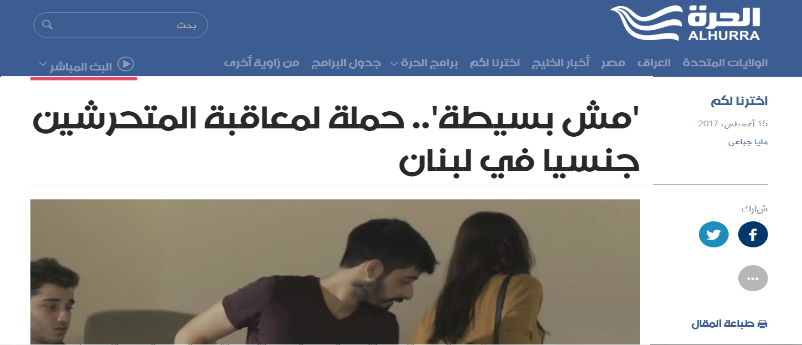 الحرة
ALHURRA
بحث
الولايات المتحدة العراق مصر أخبار الخليج اخترنا لكم برامج الحرة جدول البرامج من زاوية أخرى البث المباشر
اخترنا لكم
15 أغسطس، 2017
مايا جباعي
'مش بسيطة'.. حملة لمعاقبة المتحرشين
جنسيا في لبنان
شارك
طباعة المقال